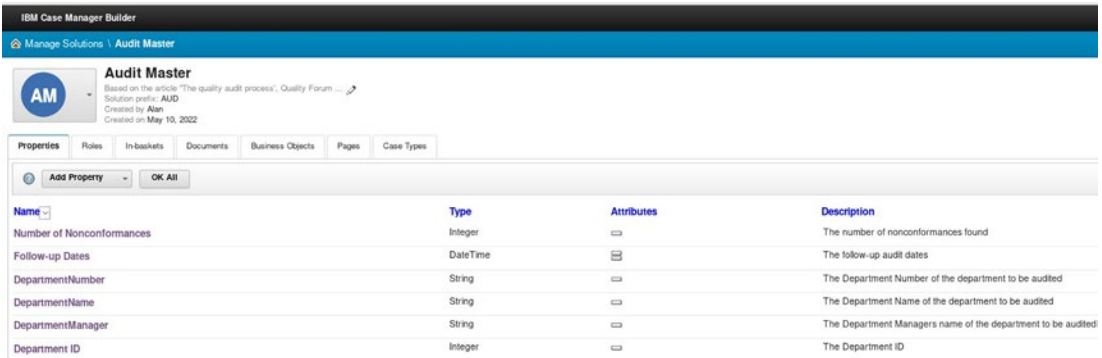 IBM Case Manager Builder
Manage Solutions \ Audit Master
AM
Audit Master
Based on the article 'The quality audit process', Quality Forum ...
Solution prefix: AUD
Created by Alan
Created on May 10, 2022
Properties Roles In-baskets Documents Business Objects Pages Case Types
Add Property OK All
Name Type Attributes Description
Number of Nonconformances Integer The number of nonconformances found
Follow-up Dates DateTime The follow-up audit dates
DepartmentNumber String The Department Number of the department to be audited
DepartmentName String The Department Name of the department to be audited
DepartmentManager String The Department Managers name of the department to be audited
Department ID Integer The Department ID